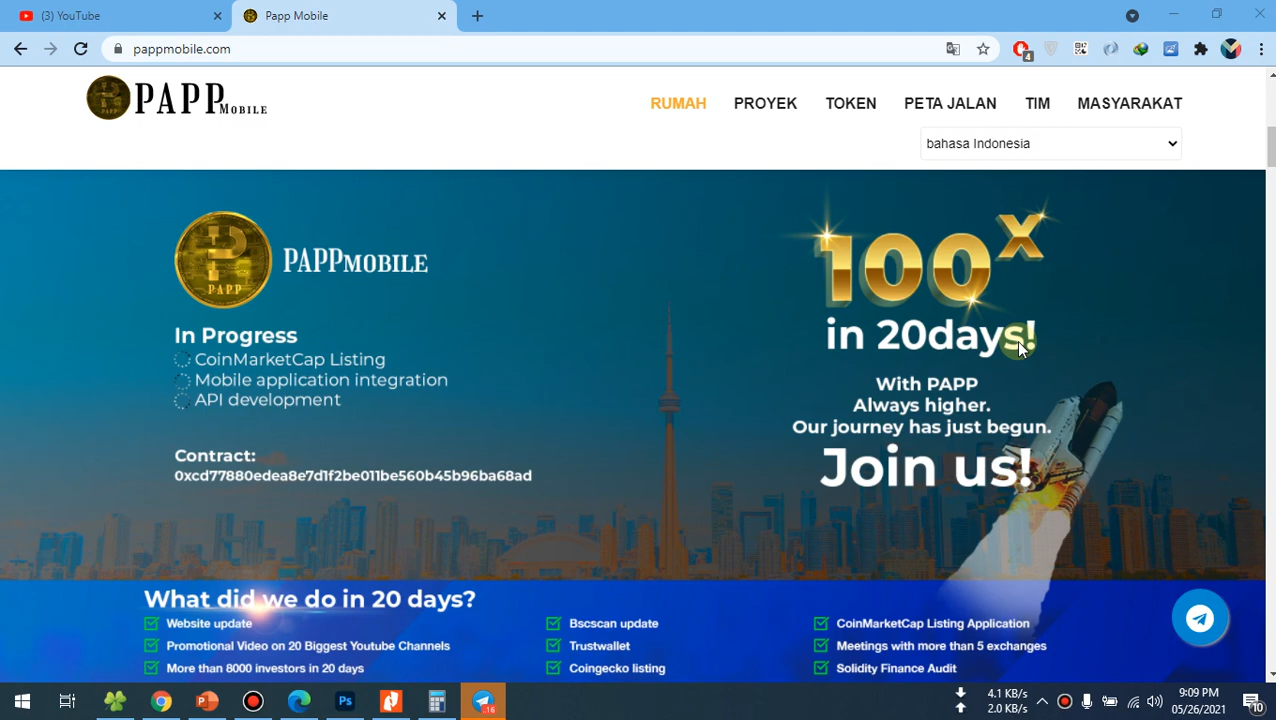 (3) YouTube
Papp Mobile
pappmobile.com
4
PAPP MOBILE
RUMAH PROYEK TOKEN PETA JALAN TIM MASYARAKAT
bahasa Indonesia
PAPP
PAPPMOBILE
In Progress
CoinMarketCap Listing
Mobile application integration
API development
Contract:
0xcd77880edea8e7d1f2be011be560b45b96ba68ad
100X
in 20days!
With PAPP
Always higher.
Our journey has just begun.
Join us!
What did we do in 20 days?
Website update
Promotional Video on 20 Biggest Youtube Channels
More than 8000 investors in 20 days
Bscscan update
Trustwallet
Coingecko listing
CoinMarketCap Listing Application
Meetings with more than 5 exchanges
Solidity Finance Audit
16
4.1 KB/s
2.0 KB/s
9:09 PM
05/26/2021
10